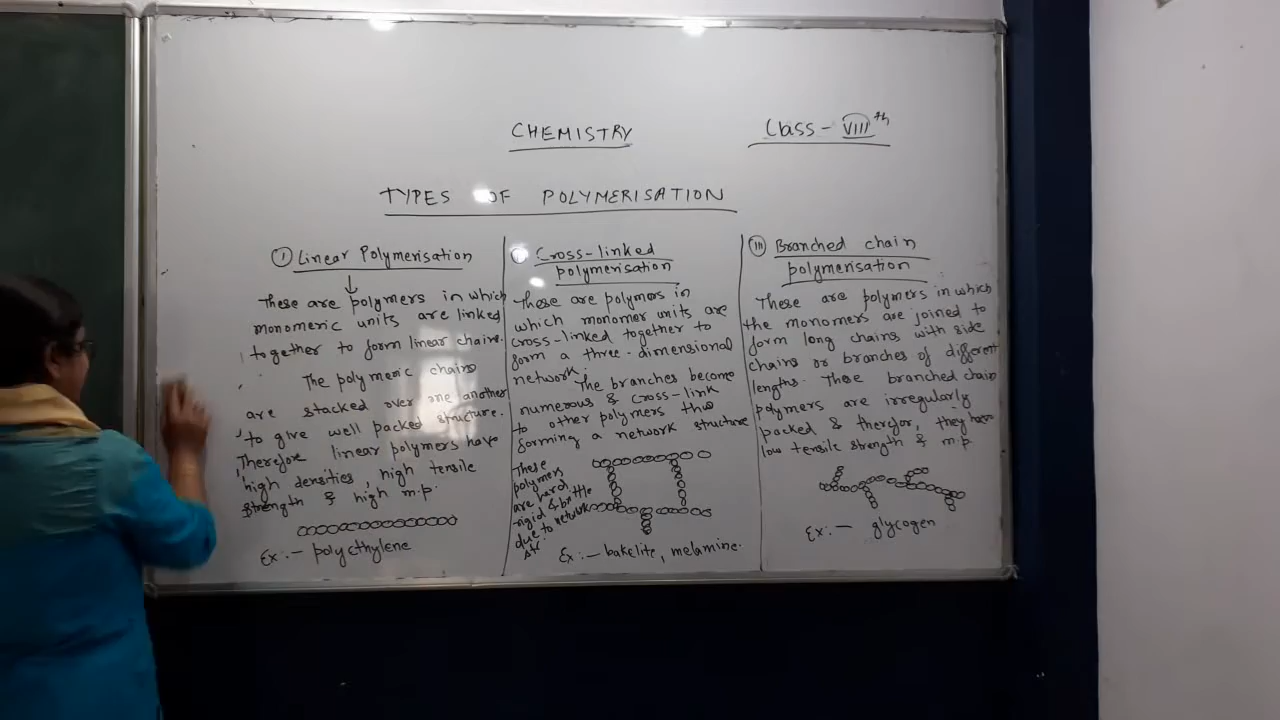 CHEMISTRY
Class - VIII th
TYPES OF POLYMERISATION
(i) Linear Polymerisation
↓
These are polymers in which
monomeric units are linked
together to form linear chains.
The polymeric chains
are stacked over one another
to give well packed structure.
Therefore linear polymers have
high densities, high tensile
strength & high m.p.
Ex:- polyethylene
Cross-linked
polymerisation
These are polymers in
which monomer units are
cross-linked together to
form a three-dimensional
network.
The branches become
numerous & cross-link
to other polymers thus
forming a network structure
These
polymers
are hard,
rigid & brittle
due to network
str.
Ex:- bakelite, melamine.
(iii) Branched chain
polymerisation
These are polymers in which
the monomers are joined to
form long chains with side
chains or branches of different
lengths. These branched chain
polymers are irregularly
packed & therefor, they have
low tensile strength & m.p.
Ex:- glycogen